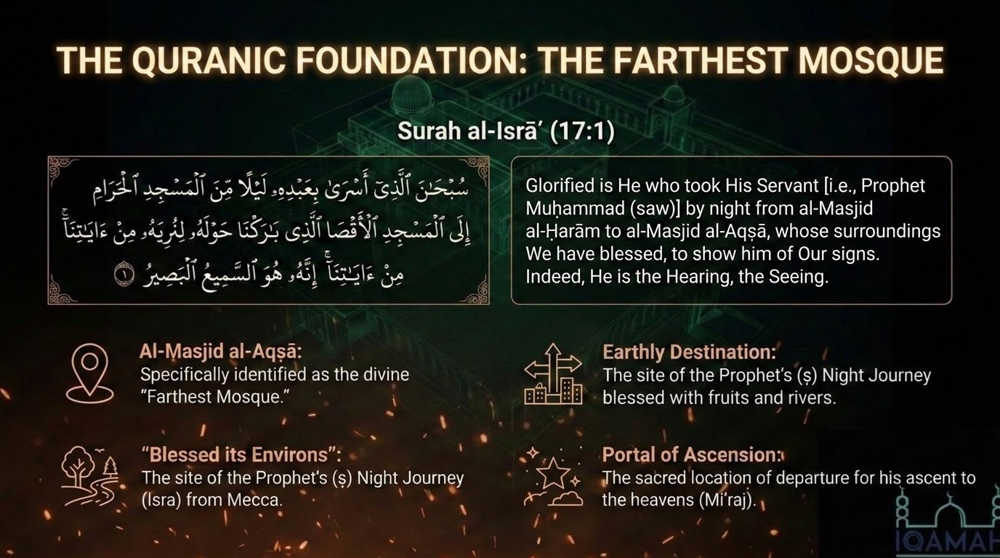 THE QURANIC FOUNDATION: THE FARTHEST MOSQUE
Surah al-Isrā’ (17:1)
سُبْحَـٰنَ ٱلَّذِىٓ أَسْرَىٰ بِعَبْدِهِۦ لَيْلًا مِّنَ ٱلْمَسْجِدِ ٱلْحَرَامِ
إِلَى ٱلْمَسْجِدِ ٱلْأَقْصَا ٱلَّذِى بَـٰرَكْنَا حَوْلَهُۥ لِنُرِيَهُۥ مِنْ ءَايَـٰتِنَآ ۚ
مِنْ ءَايَـٰتِنَآ ۚ إِنَّهُۥ هُوَ ٱلسَّمِيعُ ٱلْبَصِيرُ ١
Glorified is He who took His Servant [i.e., Prophet
Muḥammad (saw)] by night from al-Masjid
al-Ḥarām to al-Masjid al-Aqṣā, whose surroundings
We have blessed, to show him of Our signs.
Indeed, He is the Hearing, the Seeing.
Al-Masjid al-Aqṣā:
Specifically identified as the divine
“Farthest Mosque.”
Earthly Destination:
The site of the Prophet’s (ṣ) Night Journey
blessed with fruits and rivers.
“Blessed its Environs”:
The site of the Prophet’s (ṣ) Night Journey
(Isra) from Mecca.
Portal of Ascension:
The sacred location of departure for his ascent to
the heavens (Mi’raj).
IQAMAH